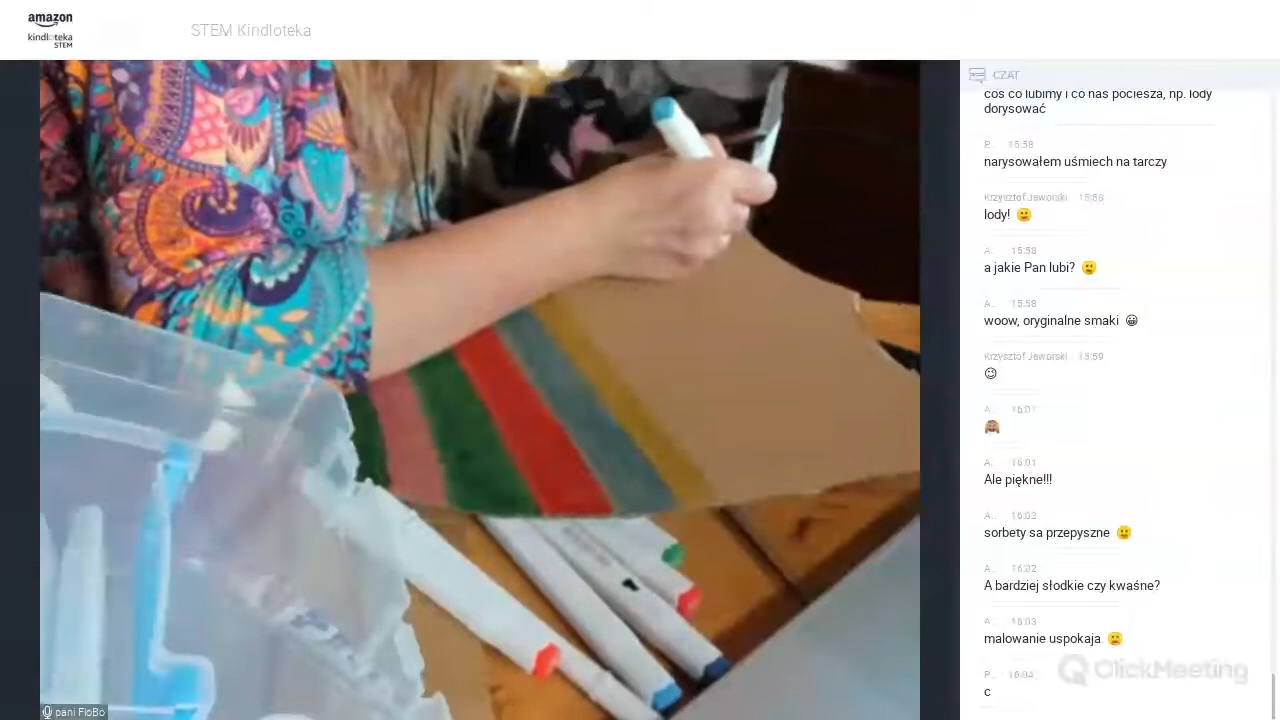 amazon
kindloteka
STEM
STEM Kindloteka
CZAT
coś co lubimy i co nas pociesza, np. lody
dorysować
P... 15:58
narysowałem uśmiech na tarczy
Krzysztof Jaworski 15:58
lody! 🙂
A... 15:58
a jakie Pan lubi? 🙂
A... 15:58
woow, oryginalne smaki 😀
Krzysztof Jaworski 15:59
😉
A... 16:01
A... 16:01
Ale piękne!!!
A... 16:02
sorbety sa przepyszne 🙂
A... 16:02
A bardziej słodkie czy kwaśne?
A... 16:03
malowanie uspokaja 🙂
ClickMeeting
P... 16:04
c
pani FloBo